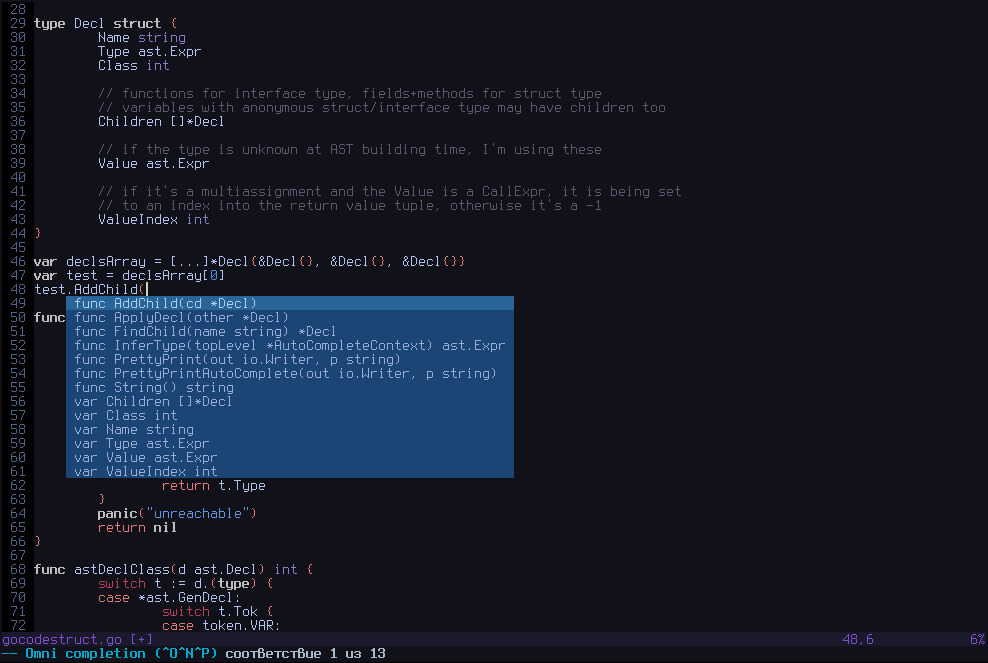 28
29 type Decl struct {
30         Name string
31         Type ast.Expr
32         Class int
33
34         // functions for interface type, fields+methods for struct type
35         // variables with anonymous struct/interface type may have children too
36         Children []*Decl
37
38         // if the type is unknown at AST building time, I'm using these
39         Value ast.Expr
40
41         // if it's a multiassignment and the Value is a CallExpr, it is being set
42         // to an index into the return value tuple, otherwise it's a -1
43         ValueIndex int
44 }
45
46 var declsArray = [...]*Decl{&Decl{}, &Decl{}, &Decl{}}
47 var test = declsArray[0]
48 test.AddChild(
49      func AddChild(cd *Decl)
50 func func ApplyDecl(other *Decl)
51      func FindChild(name string) *Decl
52      func InferType(topLevel *AutoCompleteContext) ast.Expr
53      func PrettyPrint(out io.Writer, p string)
54      func PrettyPrintAutoComplete(out io.Writer, p string)
55      func String() string
56      var Children []*Decl
57      var Class int
58      var Name string
59      var Type ast.Expr
60      var Value ast.Expr
61      var ValueIndex int
62                 return t.Type
63         }
64         panic("unreachable")
65         return nil
66 }
67
68 func astDeclClass(d ast.Decl) int {
69         switch t := d.(type) {
70         case *ast.GenDecl:
71                 switch t.Tok {
72                 case token.VAR:
gocodestruct.go [+] 48,6 6%
-- Omni completion (^O^N^P) соответствие 1 из 13